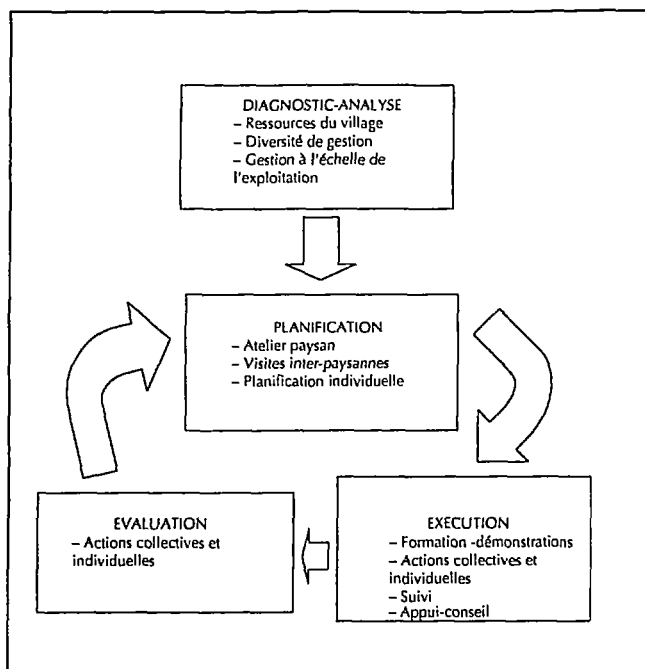 DIAGNOSTIC-ANALYSE
– Ressources du village
– Diversité de gestion
– Gestion à l'échelle de
l'exploitation
PLANIFICATION
– Atelier paysan
– Visites inter-paysannes
– Planification individuelle
EVALUATION
– Actions collectives et
individuelles
EXECUTION
– Formation -démonstrations
– Actions collectives et
individuelles
– Suivi
– Appui-conseil